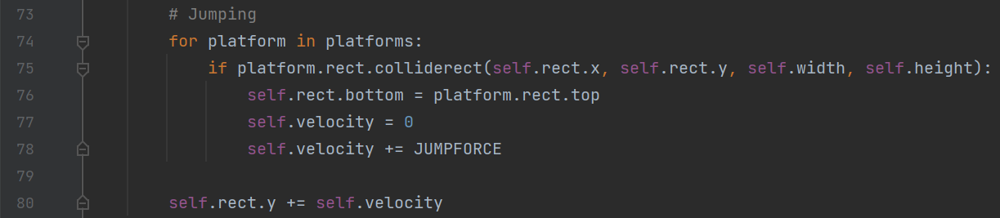 73 # Jumping
74 for platform in platforms:
75 if platform.rect.colliderect(self.rect.x, self.rect.y, self.width, self.height):
76 self.rect.bottom = platform.rect.top
77 self.velocity = 0
78 self.velocity += JUMPFORCE
79
80 self.rect.y += self.velocity